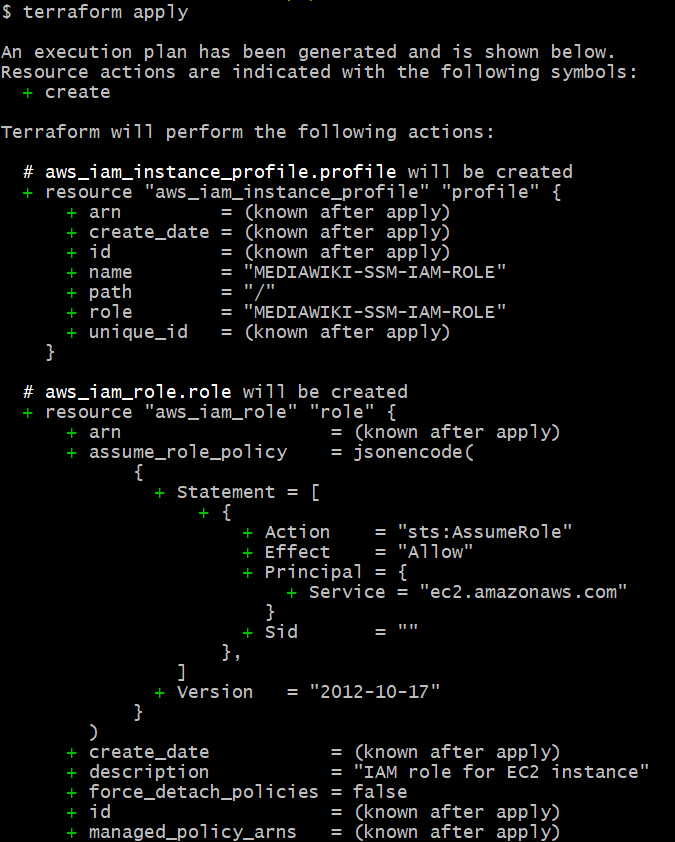 $ terraform apply
An execution plan has been generated and is shown below.
Resource actions are indicated with the following symbols:
  + create
Terraform will perform the following actions:
  # aws_iam_instance_profile.profile will be created
  + resource "aws_iam_instance_profile" "profile" {
      + arn         = (known after apply)
      + create_date = (known after apply)
      + id          = (known after apply)
      + name        = "MEDIAWIKI-SSM-IAM-ROLE"
      + path        = "/"
      + role        = "MEDIAWIKI-SSM-IAM-ROLE"
      + unique_id   = (known after apply)
    }
  # aws_iam_role.role will be created
  + resource "aws_iam_role" "role" {
      + arn                   = (known after apply)
      + assume_role_policy    = jsonencode(
            {
              + Statement = [
                  + {
                      + Action    = "sts:AssumeRole"
                      + Effect    = "Allow"
                      + Principal = {
                          + Service = "ec2.amazonaws.com"
                        }
                      + Sid       = ""
                    },
                ]
              + Version   = "2012-10-17"
            }
        )
      + create_date           = (known after apply)
      + description           = "IAM role for EC2 instance"
      + force_detach_policies = false
      + id                    = (known after apply)
      + managed_policy_arns   = (known after apply)